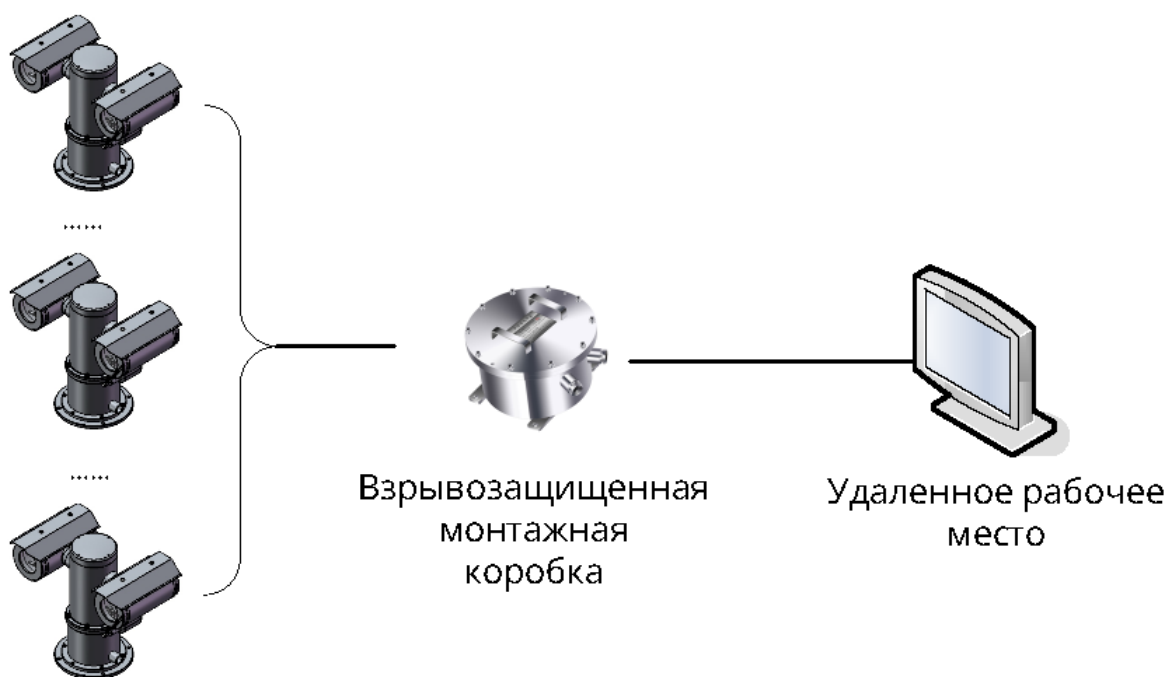 ......
......
Взрывозащищенная
монтажная
коробка
Удаленное рабочее
место